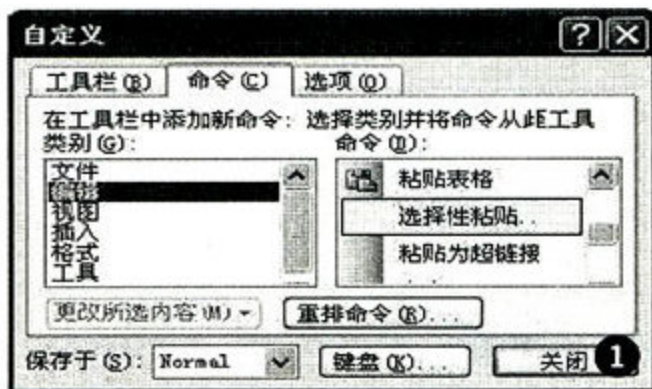 自定义
工具栏(B) 命令(C) 选项(O)
在工具栏中添加新命令：选择类别并将命令从此工具
类别(G)： 命令(D)：
文件 粘贴表格
视图 选择性粘贴..
插入 粘贴为超链接
格式
工具
更改所选内容(M) 重排命令(R)...
保存于(S)： Normal 键盘(K)... 关闭 1